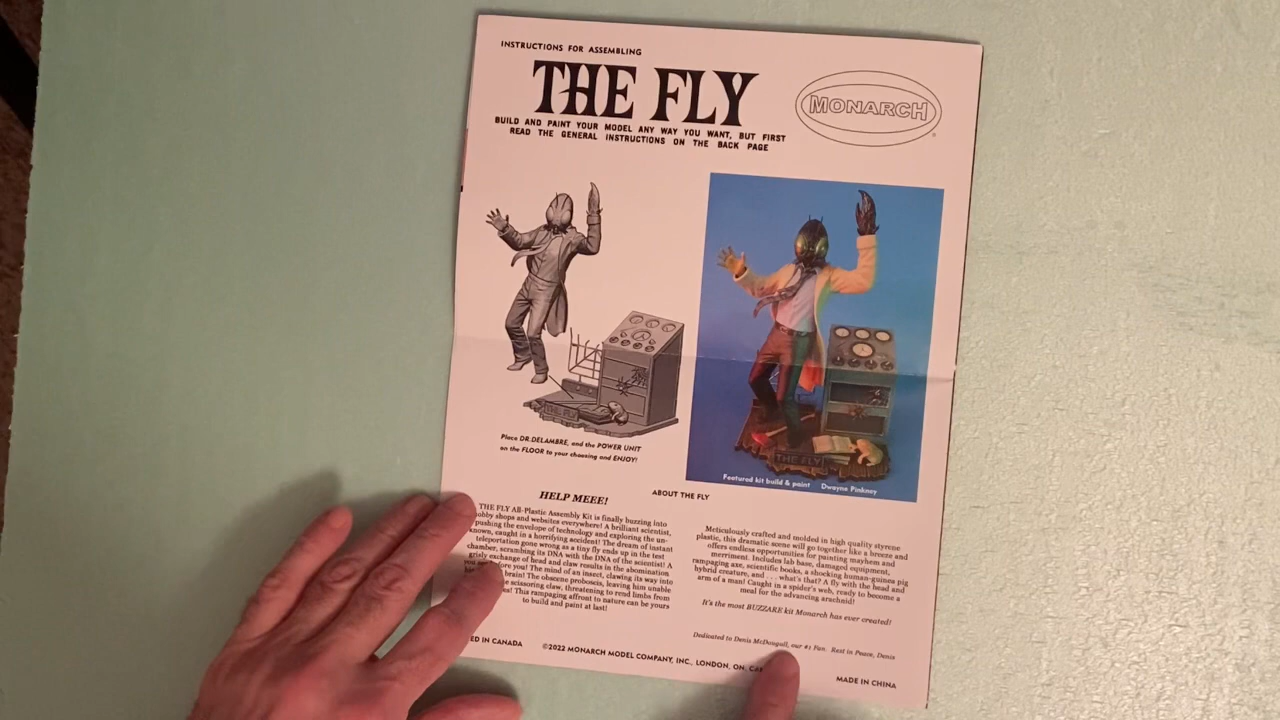 INSTRUCTIONS FOR ASSEMBLING
THE FLY
MONARCH
BUILD AND PAINT YOUR MODEL ANY WAY YOU WANT, BUT FIRST
READ THE GENERAL INSTRUCTIONS ON THE BACK PAGE
THE FLY
Place DR.DELAMBRE, and the POWER UNIT
on the FLOOR to your choosing and ENJOY!
THE FLY
Featured kit build & paint Dwayne Pinkney
ABOUT THE FLY
HELP MEEE!
THE FLY All-Plastic Assembly Kit is finally buzzing into
hobby shops and websites everywhere! A brilliant scientist,
pushing the envelope of technology and exploring the un-
known, caught in a horrifying accident! The dream of instant
teleportation gone wrong as a tiny fly ends up in the test
chamber, scrambling its DNA with the DNA of the scientist! A
grisly exchange of head and claw results in the abomination
before you! The mind of an insect, clawing its way into
brain! The obscene proboscis, leaving him unable
scissoring claw, threatening to rend limbs from
This rampaging affront to nature can be yours
to build and paint at last!
Meticulously crafted and molded in high quality styrene
plastic, this dramatic scene will go together like a breeze and
offers endless opportunities for painting mayhem and
merriment. Includes lab base, damaged equipment,
rampaging axe, scientific books, a shocking human-guinea pig
hybrid creature, and . . . what's that? A fly with the head and
arm of a man! Caught in a spider's web, ready to become a
meal for the advancing arachnid!
It's the most BUZZARE kit Monarch has ever created!
Dedicated to Denis McDougall, our #1 Fan. Rest in Peace, Denis
ED IN CANADA
©2022 MONARCH MODEL COMPANY, INC., LONDON, ON,
MADE IN CHINA